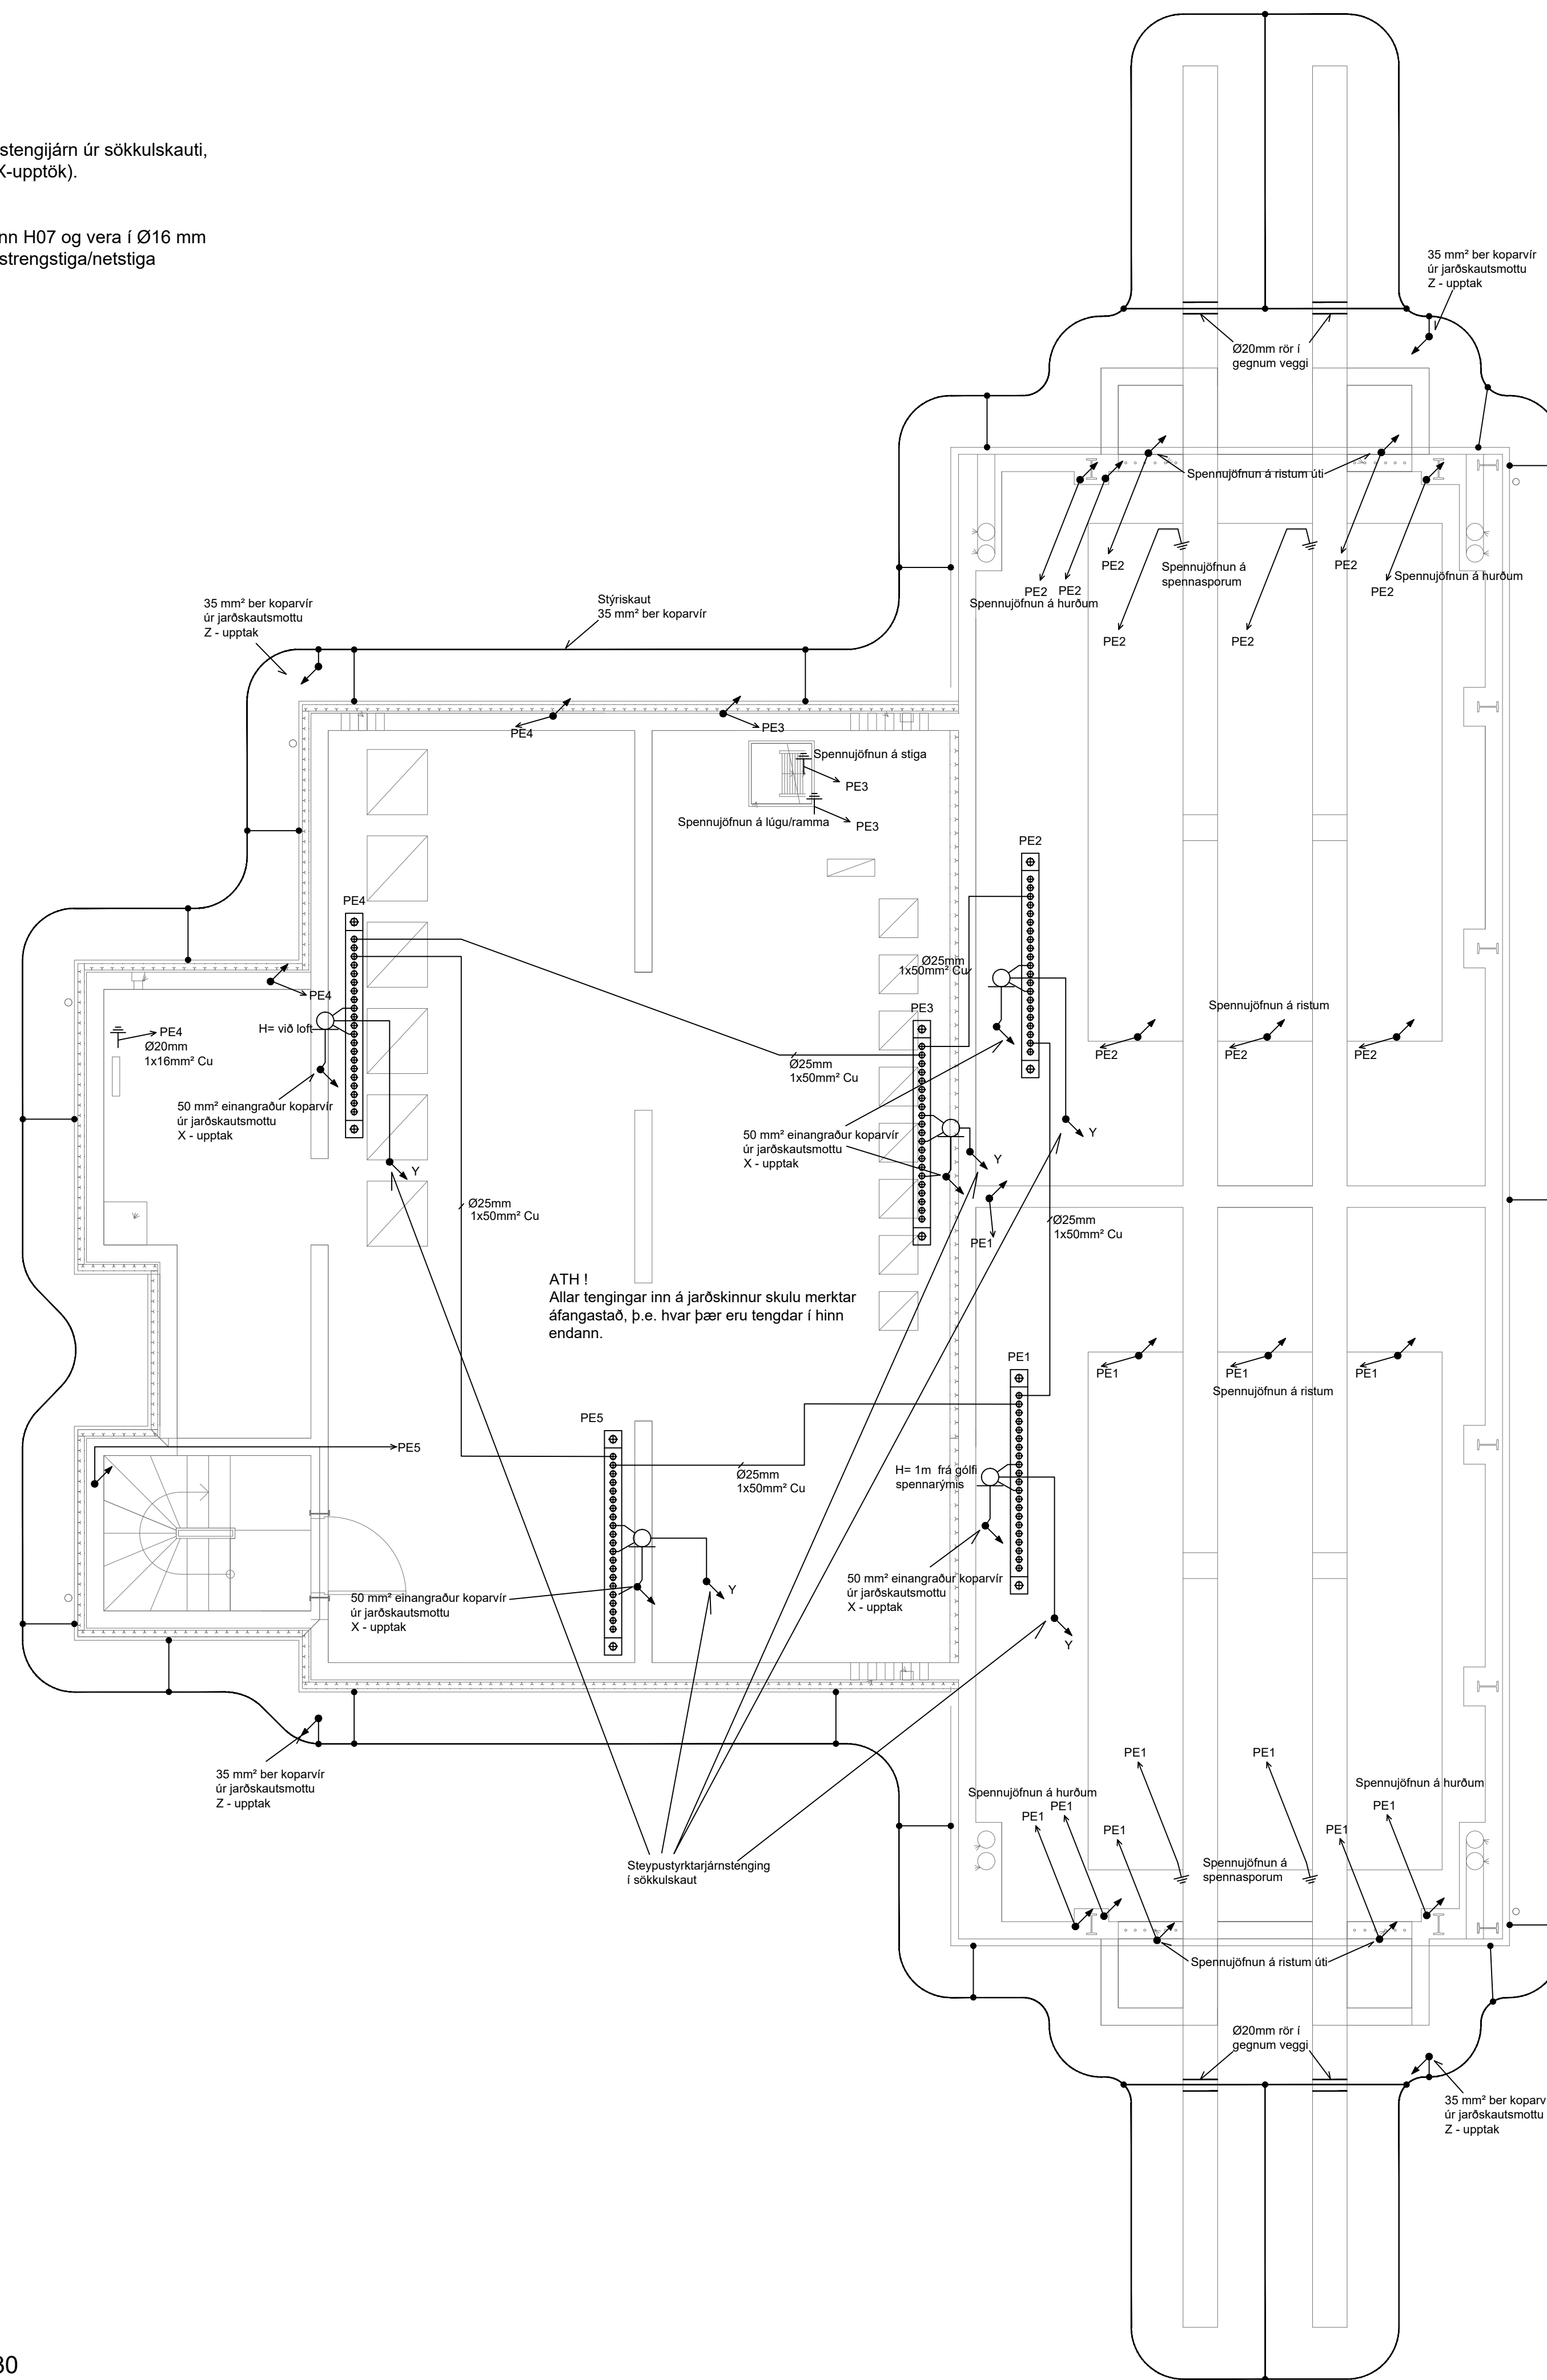 stengijárn úr sökkulskauti,
X-upptök).
nn H07 og vera í Ø16 mm
strengstiga/netstiga
35 mm² ber koparvír
úr jarðskautsmottu
Z - upptak
Ø20mm rör í
gegnum veggi
Spennujöfnun á ristum úti
PE2
PE2
PE2
PE2
PE2
Spennujöfnun á
spennasporum
Spennujöfnun á hurðum
Spennujöfnun á hurðum
PE2
PE2
35 mm² ber koparvír
úr jarðskautsmottu
Z - upptak
Stýriskaut
35 mm² ber koparvír
PE4
PE3
Spennujöfnun á stiga
PE3
Spennujöfnun á lúgu/ramma
PE3
PE2
PE4
Ø25mm
1x50mm² Cu
PE4
PE3
Spennujöfnun á ristum
H= við loft
PE4
Ø20mm
1x16mm² Cu
PE2
PE2
PE2
Ø25mm
1x50mm² Cu
50 mm² einangraður koparvír
úr jarðskautsmottu
X - upptak
50 mm² einangraður koparvír
úr jarðskautsmottu
X - upptak
Y
Y
Y
Ø25mm
1x50mm² Cu
Ø25mm
1x50mm² Cu
PE1
ATH !
Allar tengingar inn á jarðskinnur skulu merktar
áfangastað, þ.e. hvar þær eru tengdar í hinn
endann.
PE1
PE1
PE1
PE1
Spennujöfnun á ristum
PE5
PE5
Ø25mm
1x50mm² Cu
H= 1m frá gólfi
spennarýmis
50 mm² einangraður koparvír
úr jarðskautsmottu
X - upptak
Y
50 mm² einangraður koparvír
úr jarðskautsmottu
X - upptak
Y
35 mm² ber koparvír
úr jarðskautsmottu
Z - upptak
PE1
PE1
Spennujöfnun á hurðum
Spennujöfnun á hurðum
PE1
PE1
PE1
PE1
PE1
Steypustyrktarjárnstenging
í sökkulskaut
Spennujöfnun á
spennasporum
Spennujöfnun á ristum úti
Ø20mm rör í
gegnum veggi
35 mm² ber koparv
úr jarðskautsmottu
Z - upptak
30